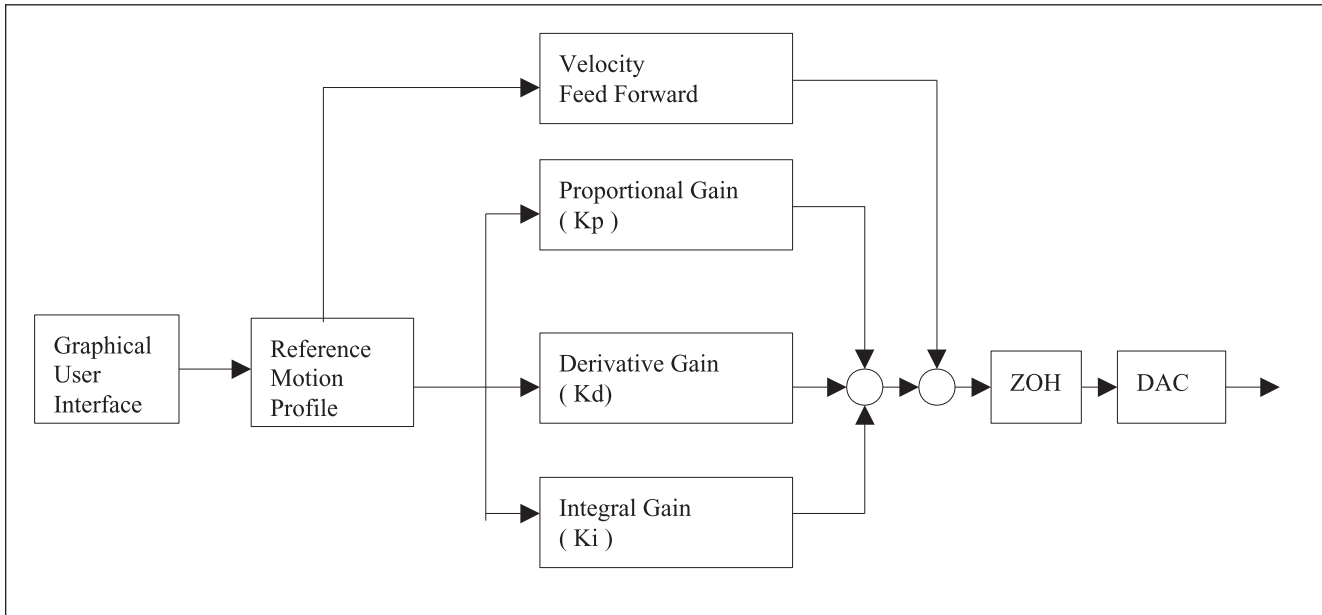 Velocity
Feed Forward
Proportional Gain
( Kp )
Graphical
User
Interface
Reference
Motion
Profile
Derivative Gain
( Kd)
ZOH
DAC
Integral Gain
( Ki )